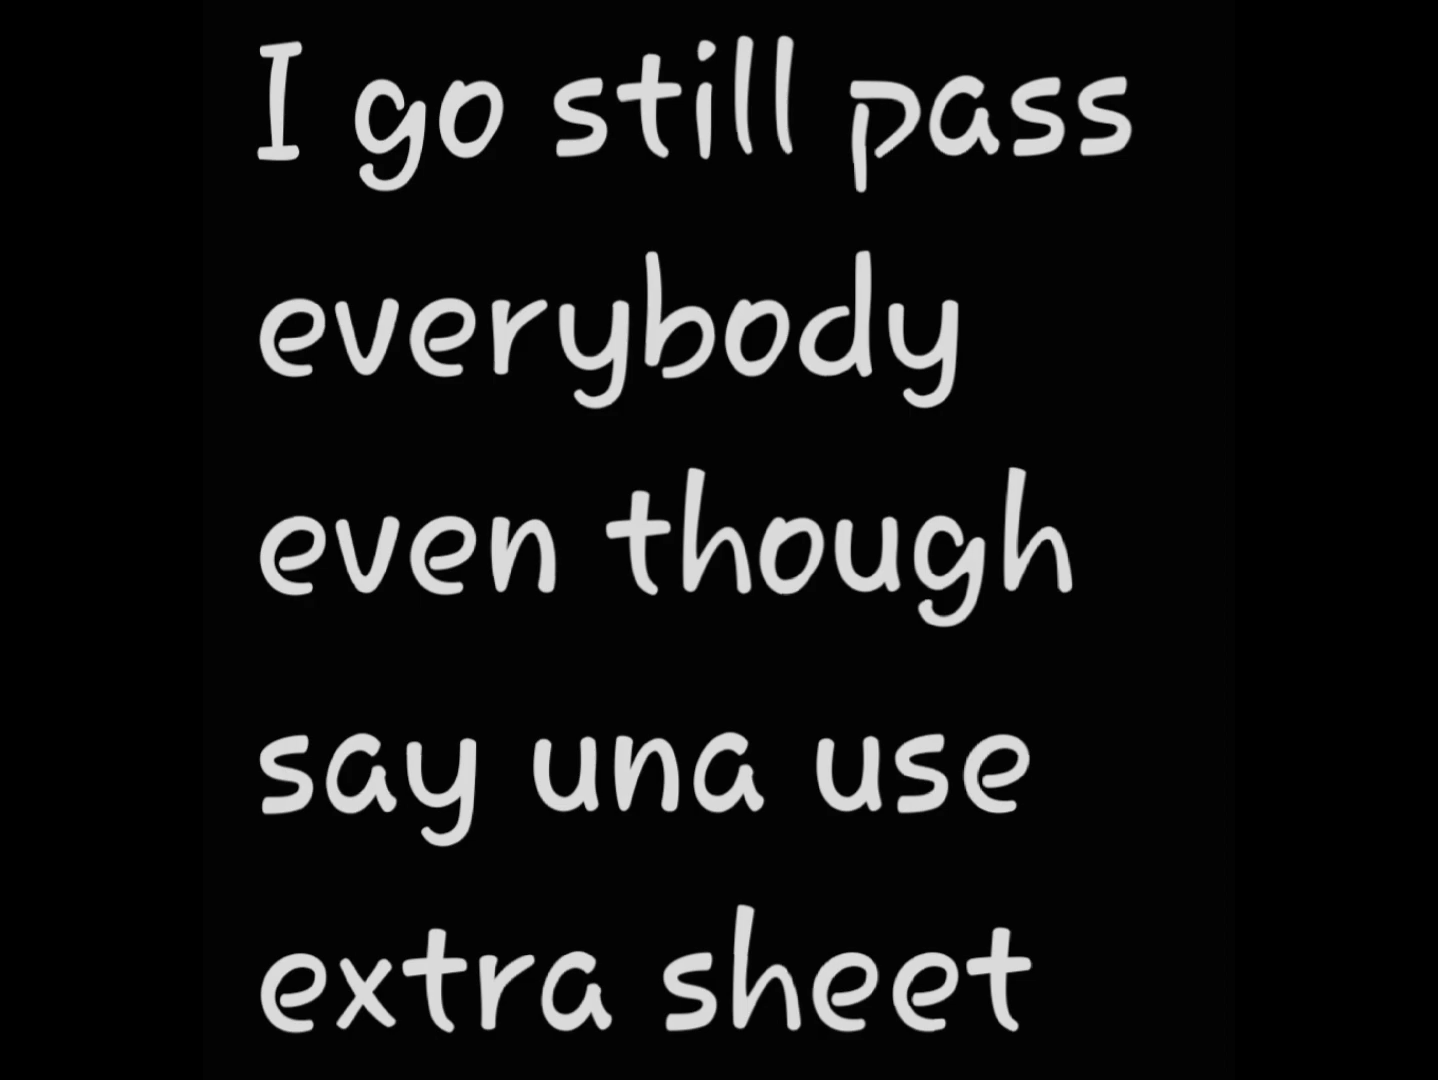 I go still pass
everybody
even though
say una use
extra sheet